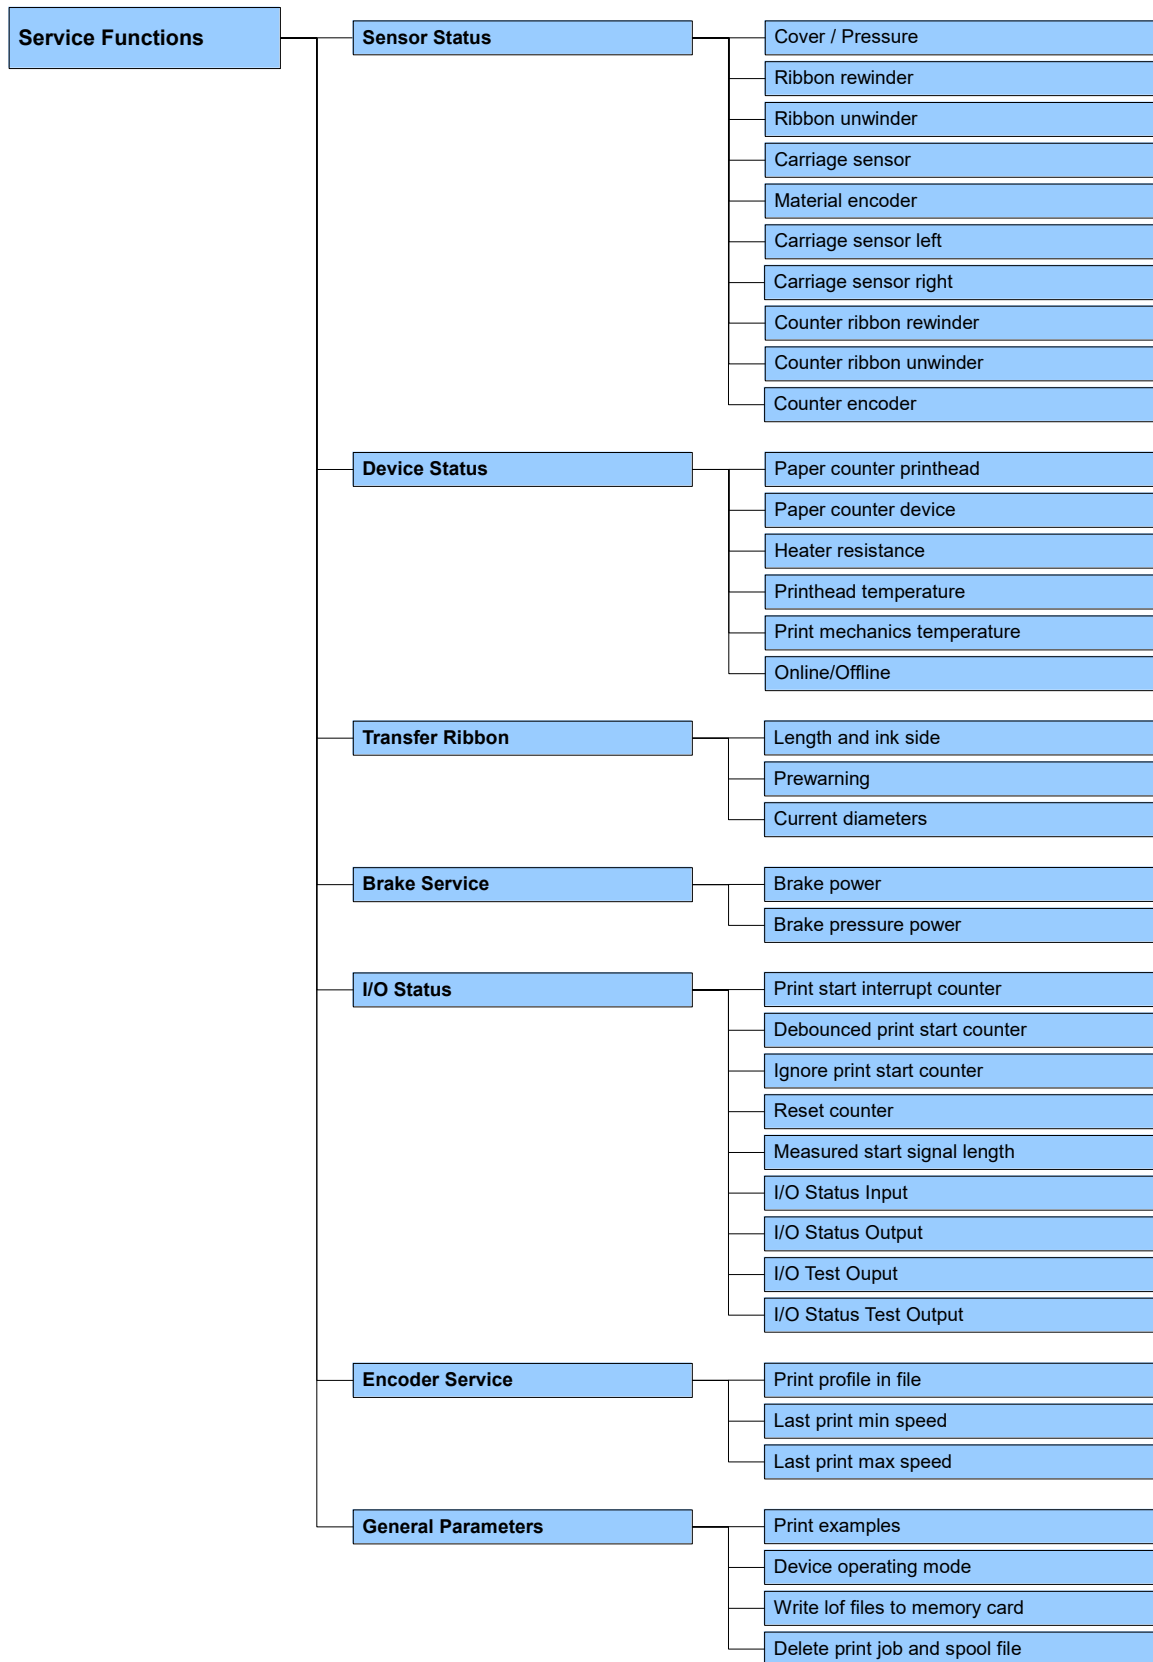 Service Functions
Sensor Status
Cover / Pressure
Ribbon rewinder
Ribbon unwinder
Carriage sensor
Material encoder
Carriage sensor left
Carriage sensor right
Counter ribbon rewinder
Counter ribbon unwinder
Counter encoder
Device Status
Paper counter printhead
Paper counter device
Heater resistance
Printhead temperature
Print mechanics temperature
Online/Offline
Transfer Ribbon
Length and ink side
Prewarning
Current diameters
Brake Service
Brake power
Brake pressure power
I/O Status
Print start interrupt counter
Debounced print start counter
Ignore print start counter
Reset counter
Measured start signal length
I/O Status Input
I/O Status Output
I/O Test Ouput
I/O Status Test Output
Encoder Service
Print profile in file
Last print min speed
Last print max speed
General Parameters
Print examples
Device operating mode
Write lof files to memory card
Delete print job and spool file